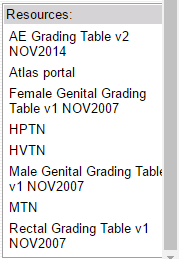 Resources:
AE Grading Table v2
NOV2014
Atlas portal
Female Genital Grading
Table v1 NOV2007
HPTN
HVTN
Male Genital Grading Table
v1 NOV2007
MTN
Rectal Grading Table v1
NOV2007